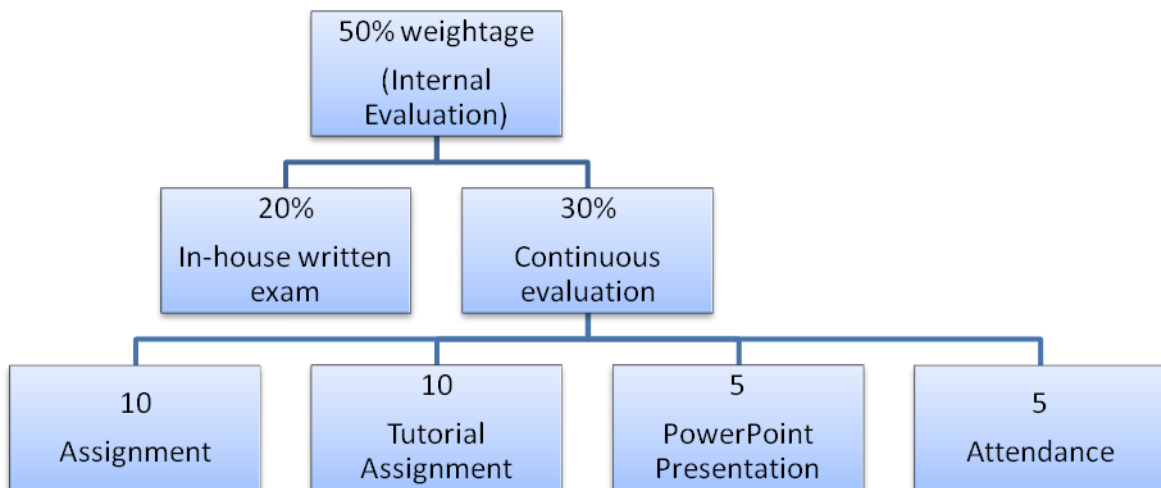 50% weightage
(Internal
Evaluation)
20%
In-house written
exam
30%
Continuous
evaluation
10
Assignment
10
Tutorial
Assignment
5
PowerPoint
Presentation
5
Attendance